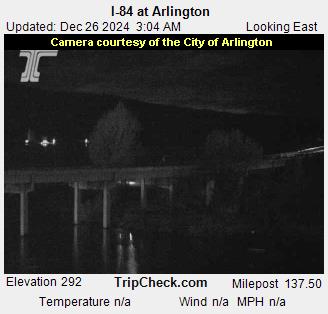 I-84 at Arlington
Updated: Dec 26 2024 3:04 AM Looking East
Camera courtesy of the City of Arlington
Elevation 292 TripCheck.com Milepost 137.50
Temperature n/a Wind n/a MPH n/a